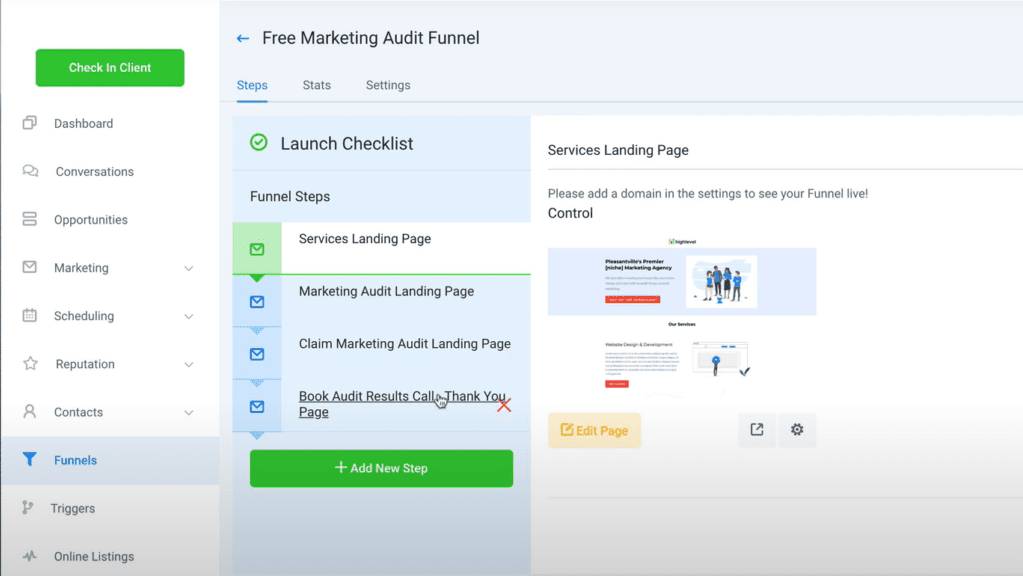 Check In Client
Dashboard
Conversations
Opportunities
Marketing
Scheduling
Reputation
Contacts
Funnels
Triggers
Online Listings
Free Marketing Audit Funnel
Steps
Stats
Settings
Launch Checklist
Funnel Steps
Services Landing Page
Marketing Audit Landing Page
Claim Marketing Audit Landing Page
Book Audit Results Call Thank You
Page
Add New Step
Services Landing Page
Please add a domain in the settings to see your Funnel live!
Control
highlevel
Pleasantville's Premier
[niche] Marketing Agency
Our Services
Website Design & Development
Edit Page